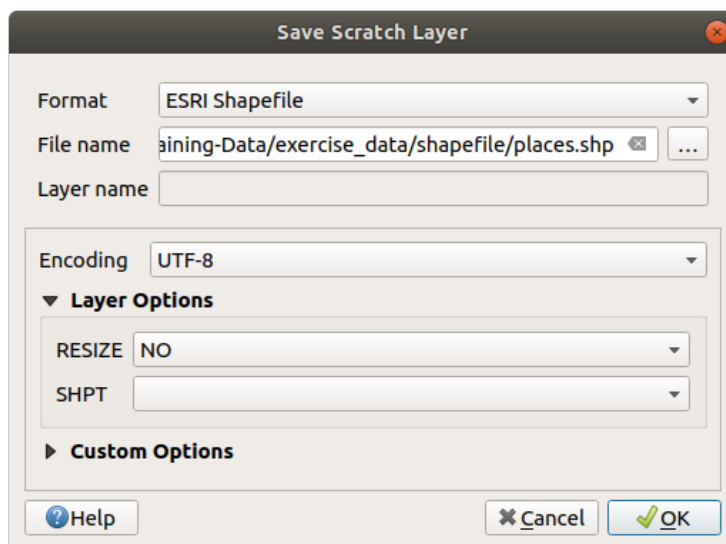 Save Scratch Layer
Format ESRI Shapefile
File name aining-Data/exercise_data/shapefile/places.shp ...
Layer name
Encoding UTF-8
Layer Options
RESIZE NO
SHPT
Custom Options
Help Cancel OK